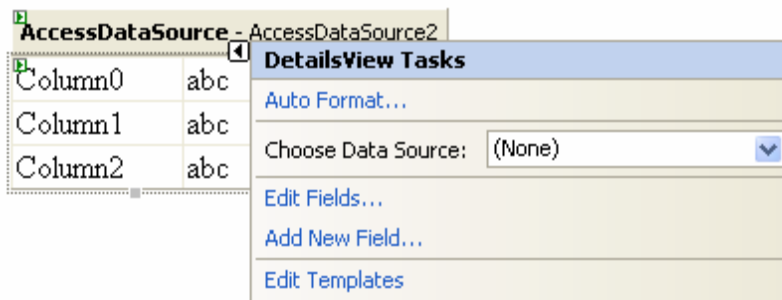 AccessDataSource - AccessDataSource2
DetailsView Tasks
Column0 abc
Auto Format...
Column1 abc
Choose Data Source: (None)
Column2 abc
Edit Fields...
Add New Field...
Edit Templates